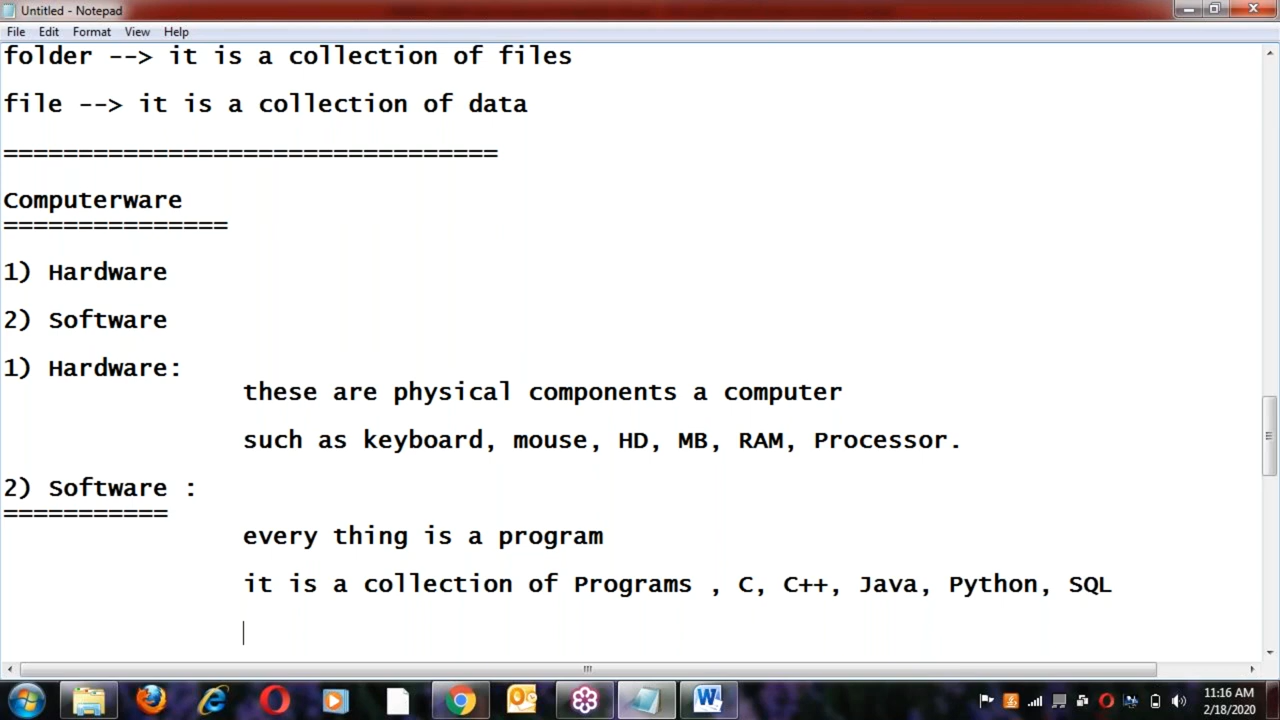 Untitled - Notepad
File Edit Format View Help
folder --> it is a collection of files
file --> it is a collection of data
=================================
Computerware
===============
1) Hardware
2) Software
1) Hardware:
these are physical components a computer
such as keyboard, mouse, HD, MB, RAM, Processor.
2) Software :
===========
every thing is a program
it is a collection of Programs , C, C++, Java, Python, SQL
11:16 AM
2/18/2020